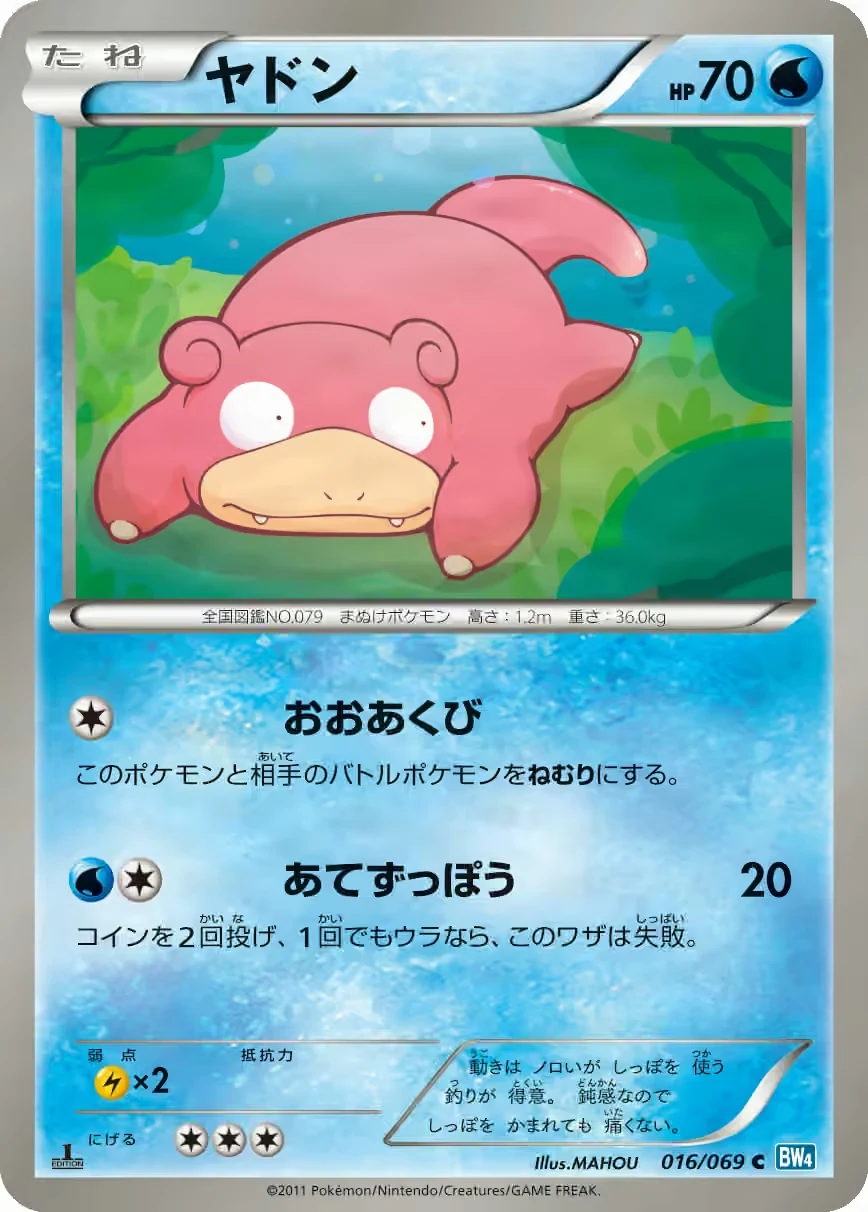 たね ヤドン HP70
全国図鑑NO.079 まぬけポケモン 高さ：1.2m 重さ：36.0kg
おおあくび
このポケモンと相手のバトルポケモンをねむりにする。
あてずっぽう 20
コインを2回投げ、1回でもウラなら、このワザは失敗。
弱点 抵抗力
×2
にげる
動きは ノロいが しっぽを 使う
釣りが 得意。 鈍感なので
しっぽを かまれても 痛くない。
1 EDITION
Illus.MAHOU 016/069 C BW4
©2011 Pokémon/Nintendo/Creatures/GAME FREAK.